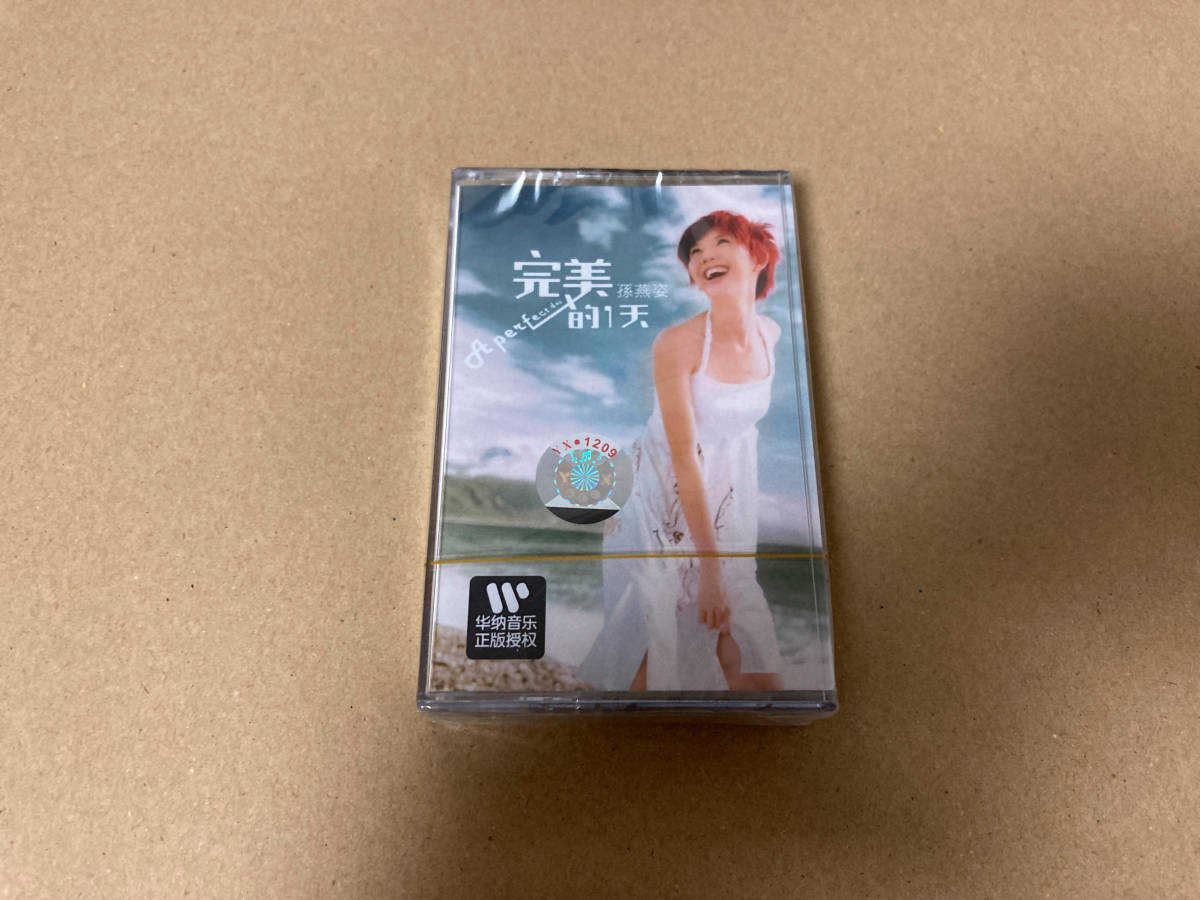 完美
孫燕姿
的1天
A perfect day
YX•1209
华纳音乐
正版授权